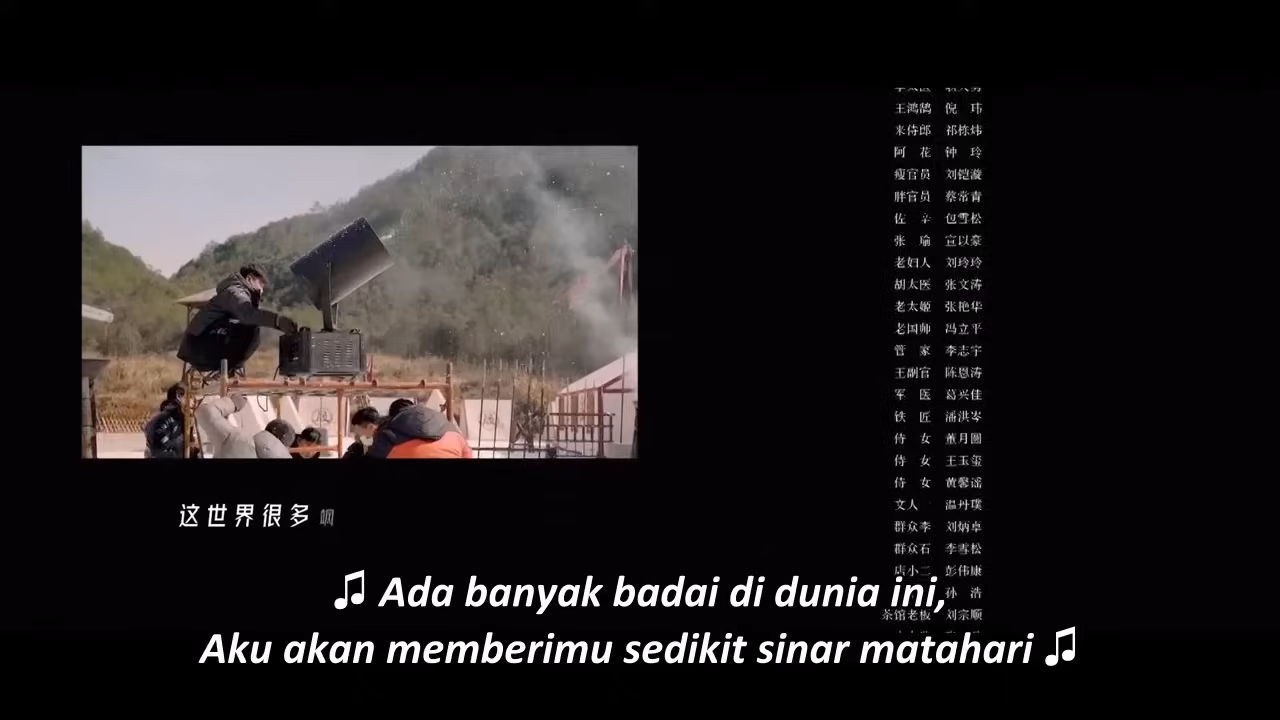 王鸿鹄 倪 玮
来侍郎 祁栋炜
阿 花 钟 玲
瘦官员 刘铠漩
胖官员 蔡常青
佐 辛 包雪松
张 瑜 宣以豪
老妇人 刘玲玲
胡太医 张文涛
老太姬 张艳华
老国师 冯立平
管 家 李志宇
王副官 陈恩涛
军 医 葛兴佳
铁 匠 潘洪岑
侍 女 董月圆
侍 女 王玉玺
侍 女 黄馨谣
文人一 温丹璞
群众李 刘炳卓
群众石 李雪松
店小二 彭伟康
孙 浩
茶馆老板 刘宗顺
这世界很多
♫ Ada banyak badai di dunia ini,
Aku akan memberimu sedikit sinar matahari ♫